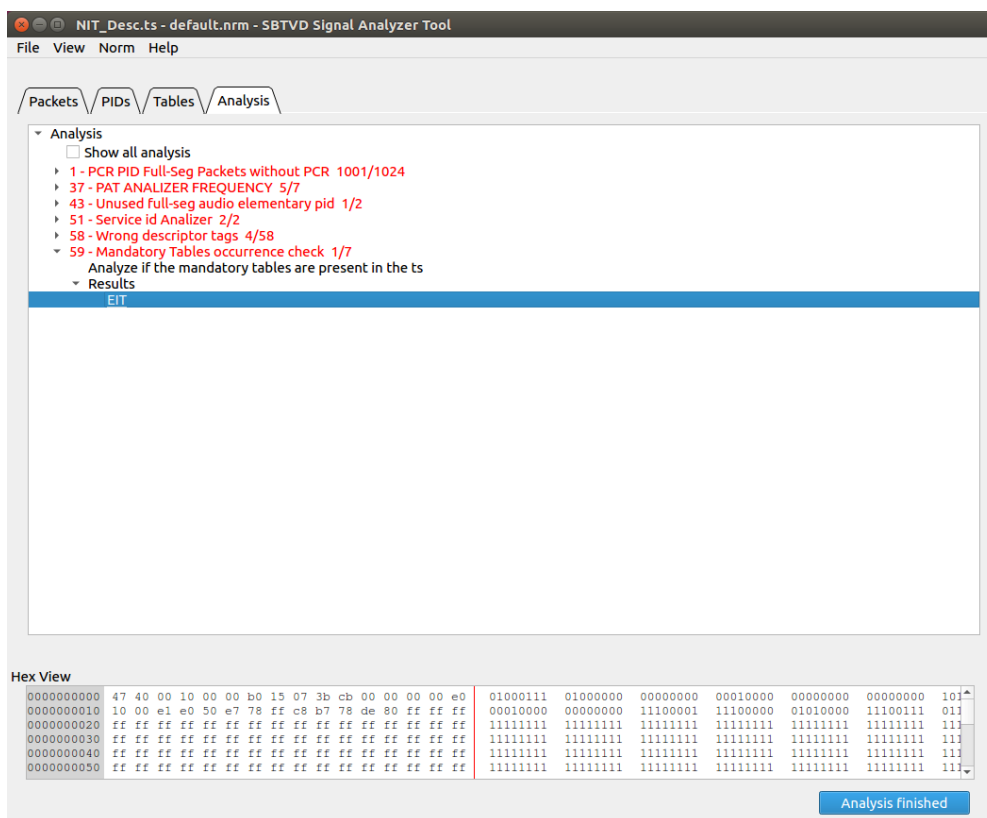 NIT_Desc.ts - default.nrm - SBTVD Signal Analyzer Tool
File View Norm Help
Packets PIDs Tables Analysis
Analysis
Show all analysis
1 - PCR PID Full-Seg Packets without PCR 1001/1024
37 - PAT ANALIZER FREQUENCY 5/7
43 - Unused full-seg audio elementary pid 1/2
51 - Service id Analizer 2/2
58 - Wrong descriptor tags 4/58
59 - Mandatory Tables occurrence check 1/7
Analyze if the mandatory tables are present in the ts
Results
EIT
Hex View
0000000000 47 40 00 10 00 00 b0 15 07 3b cb 00 00 00 00 e0 01000111 01000000 00000000 00010000 00000000 00000000 101
0000000010 10 00 e1 e0 50 e7 78 ff c8 b7 78 de 80 ff ff ff 00010000 00000000 11100001 11100000 01010000 11100111 011
0000000020 ff ff ff ff ff ff ff ff ff ff ff ff ff ff ff ff 11111111 11111111 11111111 11111111 11111111 11111111 111
0000000030 ff ff ff ff ff ff ff ff ff ff ff ff ff ff ff ff 11111111 11111111 11111111 11111111 11111111 11111111 111
0000000040 ff ff ff ff ff ff ff ff ff ff ff ff ff ff ff ff 11111111 11111111 11111111 11111111 11111111 11111111 111
0000000050 ff ff ff ff ff ff ff ff ff ff ff ff ff ff ff ff 11111111 11111111 11111111 11111111 11111111 11111111 111
Analysis finished